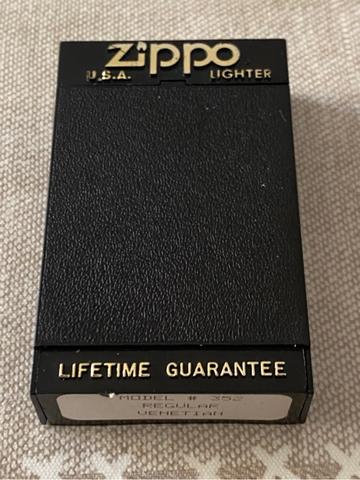 zippo
U.S.A. LIGHTER
LIFETIME GUARANTEE
MODEL # 352
REGULAR
VENETIAN